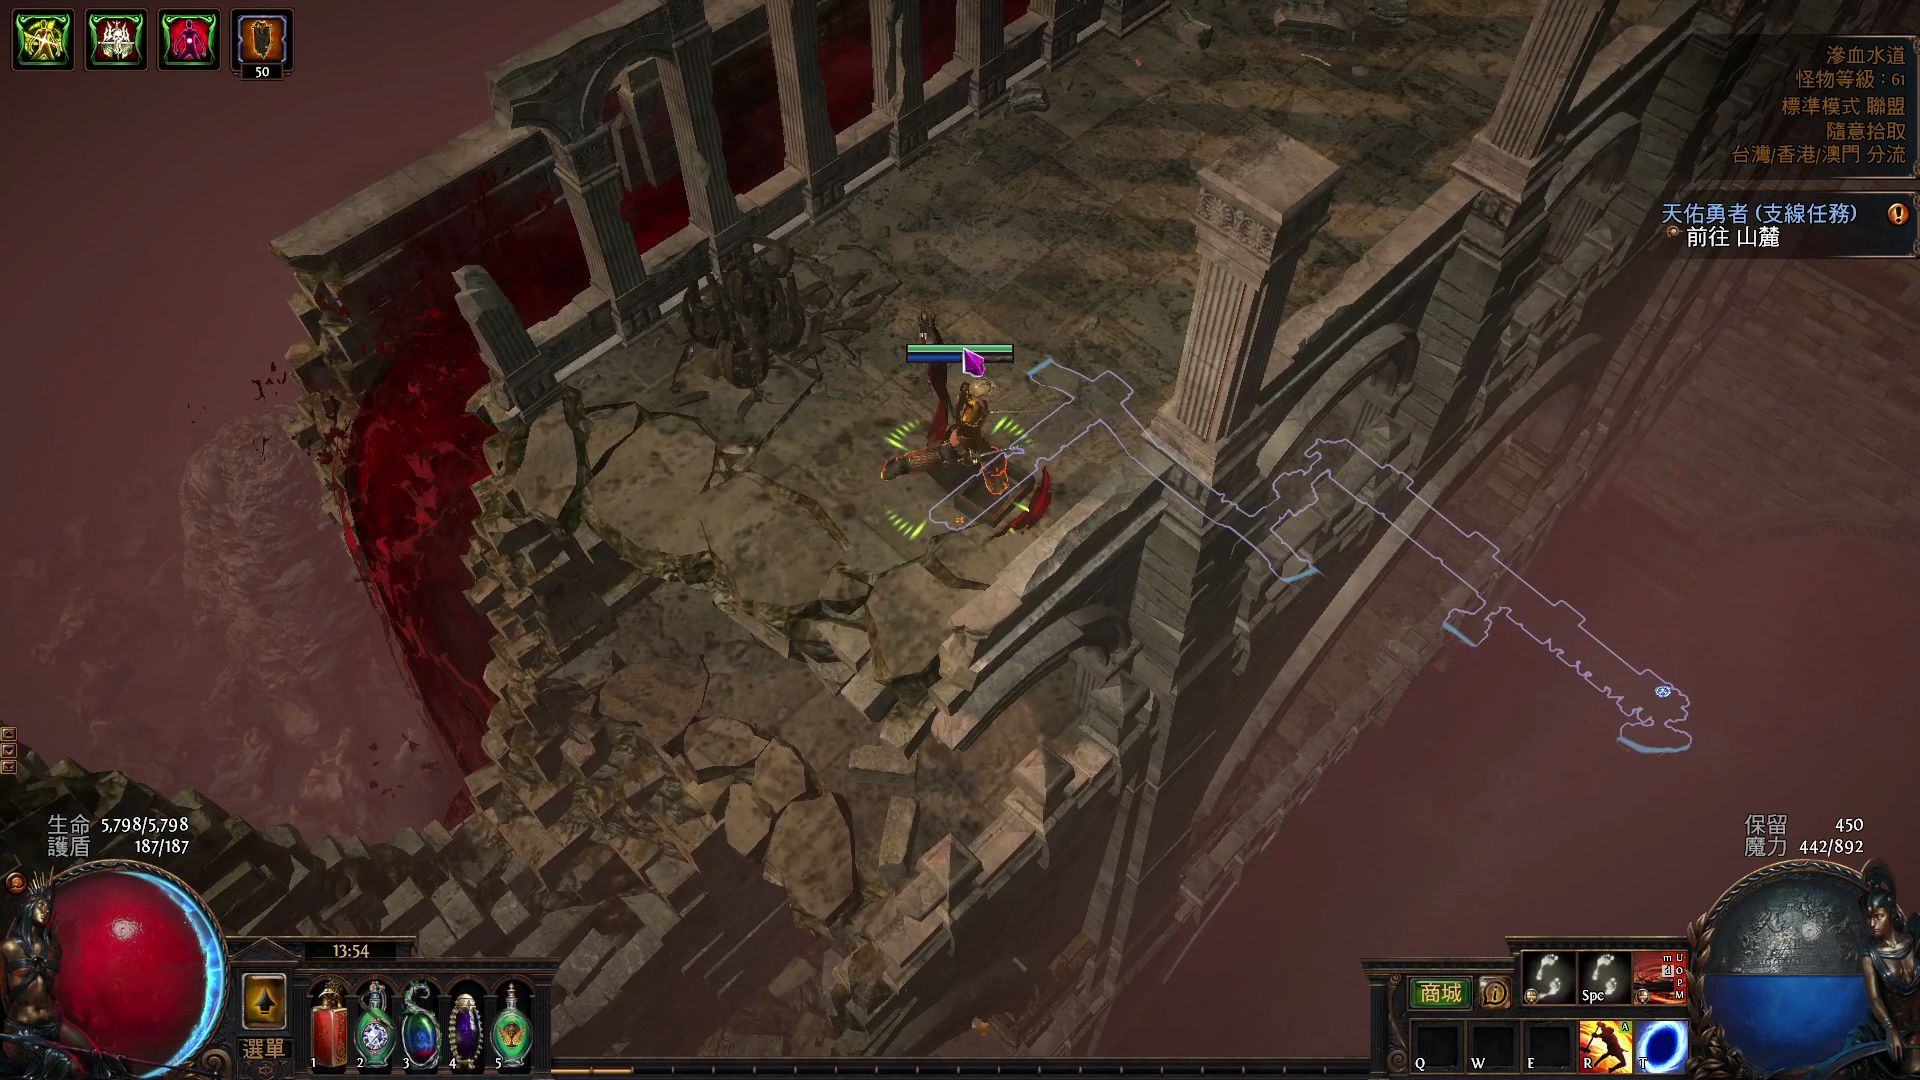 50
滲血水道
怪物等級：61
標準模式 聯盟
隨意拾取
台灣/香港/澳門 分流
天佑勇者 (支線任務)
前往 山麓
生命 5,798/5,798
護盾 187/187
保留 450
魔力 442/892
13:54
選單
1 2 3 4 5
商城
Spc
m U
d O
P
M
Q W E R T
A